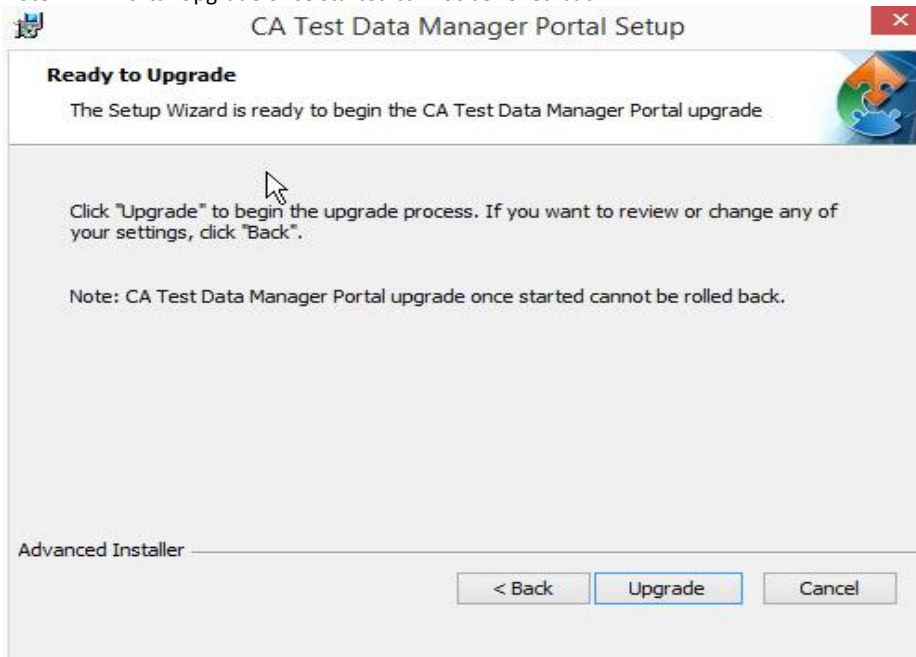 CA Test Data Manager Portal Setup
Ready to Upgrade
The Setup Wizard is ready to begin the CA Test Data Manager Portal upgrade
Click "Upgrade" to begin the upgrade process. If you want to review or change any of
your settings, click "Back".
Note: CA Test Data Manager Portal upgrade once started cannot be rolled back.
Advanced Installer
< Back Upgrade Cancel